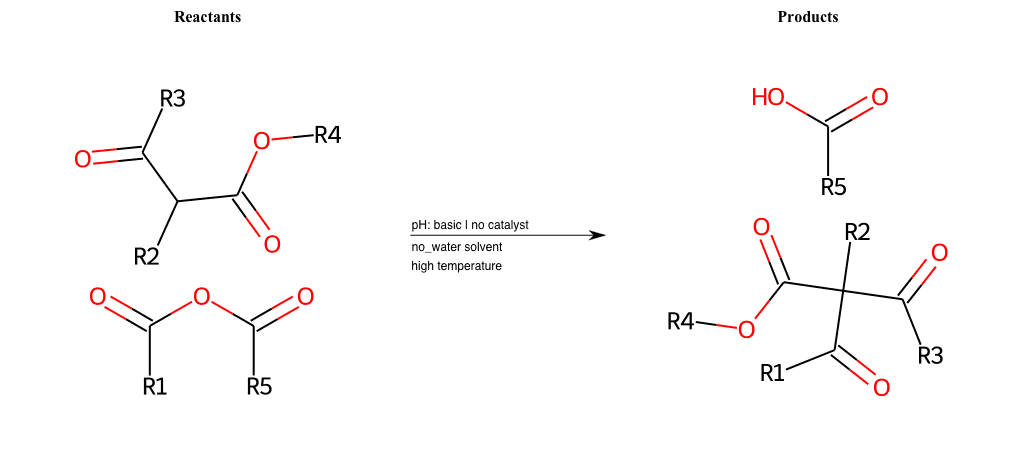 Reactants
Products
R3
O
O
R4
R2
O
O
O
O
R1
R5
pH: basic | no catalyst
no_water solvent
high temperature
HO
O
R5
O
R2
O
R4
O
R1
O
R3